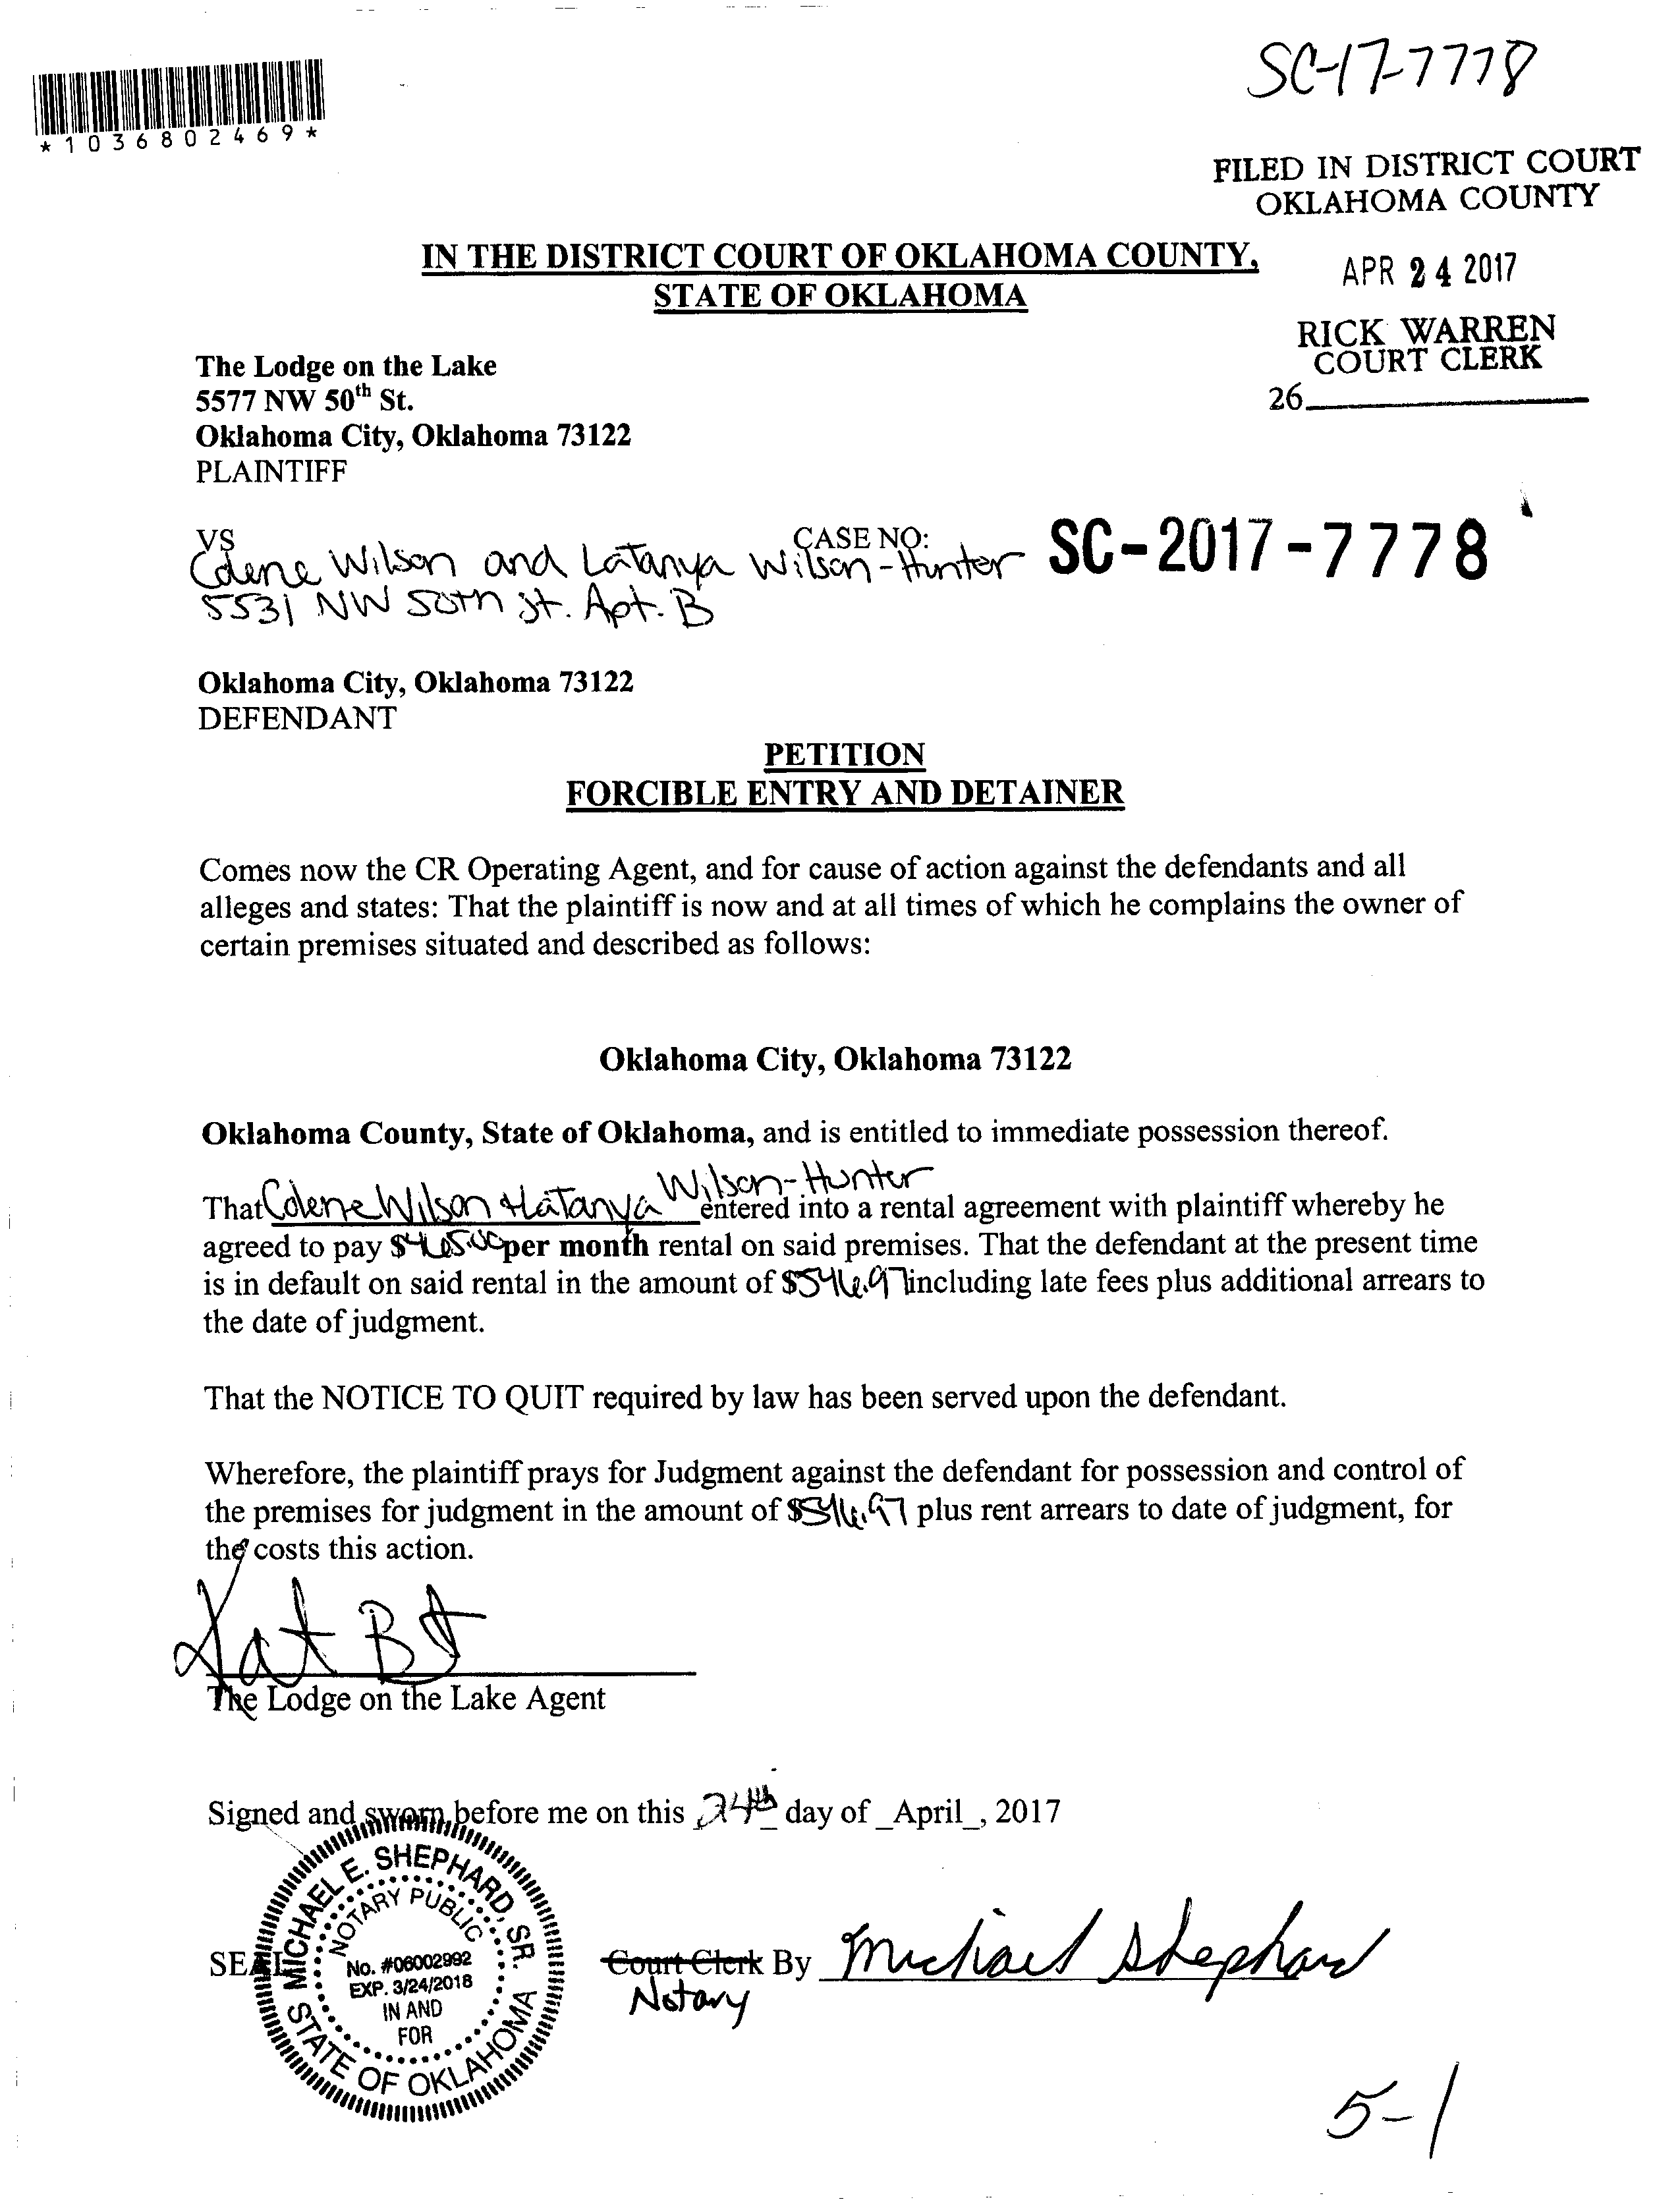 SC-17-7778
*1036802469*
FILED IN DISTRICT COURT
OKLAHOMA COUNTY
IN THE DISTRICT COURT OF OKLAHOMA COUNTY,
STATE OF OKLAHOMA
APR 24 2017
RICK WARREN
COURT CLERK
26
The Lodge on the Lake
5577 NW 50th St.
Oklahoma City, Oklahoma 73122
PLAINTIFF
VS
CASE NO: SC-2017-7778
Colene Wilson and LaTanya Wilson-Hunter
5531 NW 50th St. Apt. B
Oklahoma City, Oklahoma 73122
DEFENDANT
PETITION
FORCIBLE ENTRY AND DETAINER
Comes now the CR Operating Agent, and for cause of action against the defendants and all
alleges and states: That the plaintiff is now and at all times of which he complains the owner of
certain premises situated and described as follows:
Oklahoma City, Oklahoma 73122
Oklahoma County, State of Oklahoma, and is entitled to immediate possession thereof.
That Colene Wilson + LaTanya Wilson-Hunter entered into a rental agreement with plaintiff whereby he
agreed to pay $465.00 per month rental on said premises. That the defendant at the present time
is in default on said rental in the amount of $546.97 including late fees plus additional arrears to
the date of judgment.
That the NOTICE TO QUIT required by law has been served upon the defendant.
Wherefore, the plaintiff prays for Judgment against the defendant for possession and control of
the premises for judgment in the amount of $546.97 plus rent arrears to date of judgment, for
the costs this action.
Kat
The Lodge on the Lake Agent
Signed and sworn before me on this 24th day of _April_, 2017
SEAL
MICHAEL E. SHEPHARD, SR.
NOTARY PUBLIC
No. #06002992
EXP. 3/24/2018
IN AND
FOR
STATE OF OKLAHOMA
Court Clerk By Michael Shephard
Notary
5-1